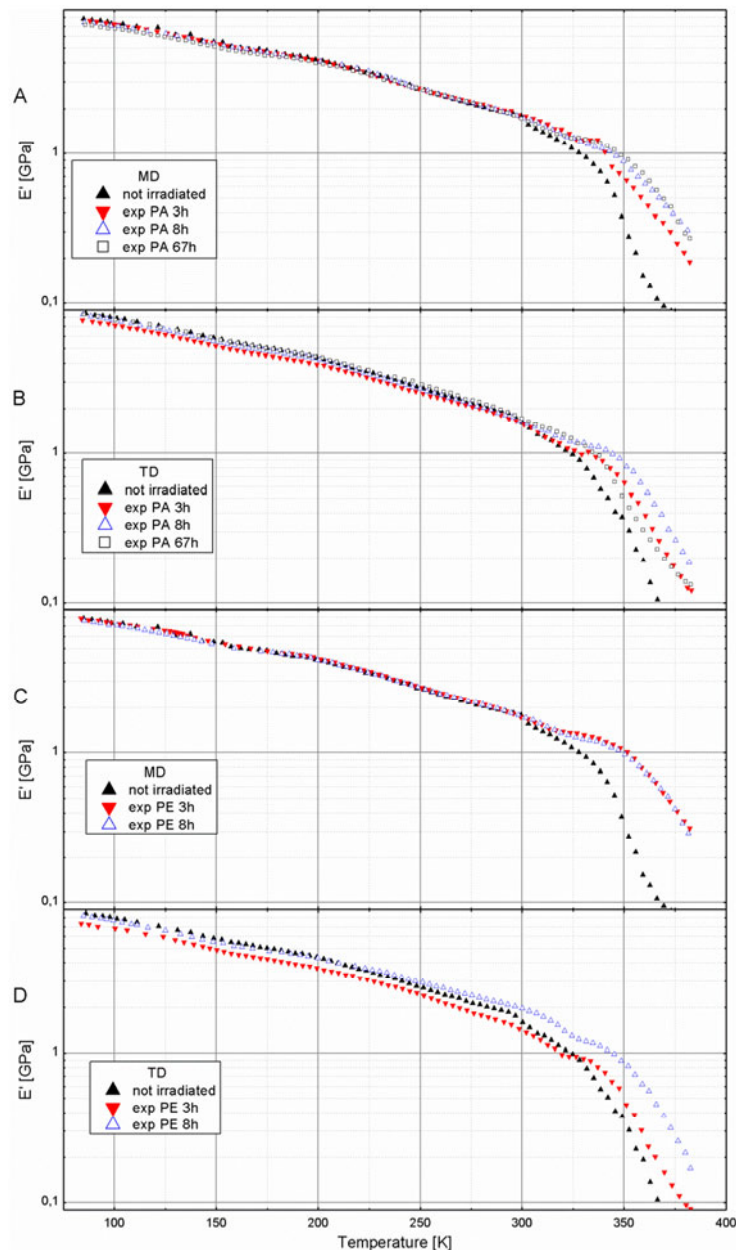 A
E' [GPa]
1
0,1
MD
not irradiated
exp PA 3h
exp PA 8h
exp PA 67h
B
E' [GPa]
1
0,1
TD
not irradiated
exp PA 3h
exp PA 8h
exp PA 67h
C
E' [GPa]
1
0,1
MD
not irradiated
exp PE 3h
exp PE 8h
D
E' [GPa]
1
0,1
TD
not irradiated
exp PE 3h
exp PE 8h
100 150 200 250 300 350 400
Temperature [K]